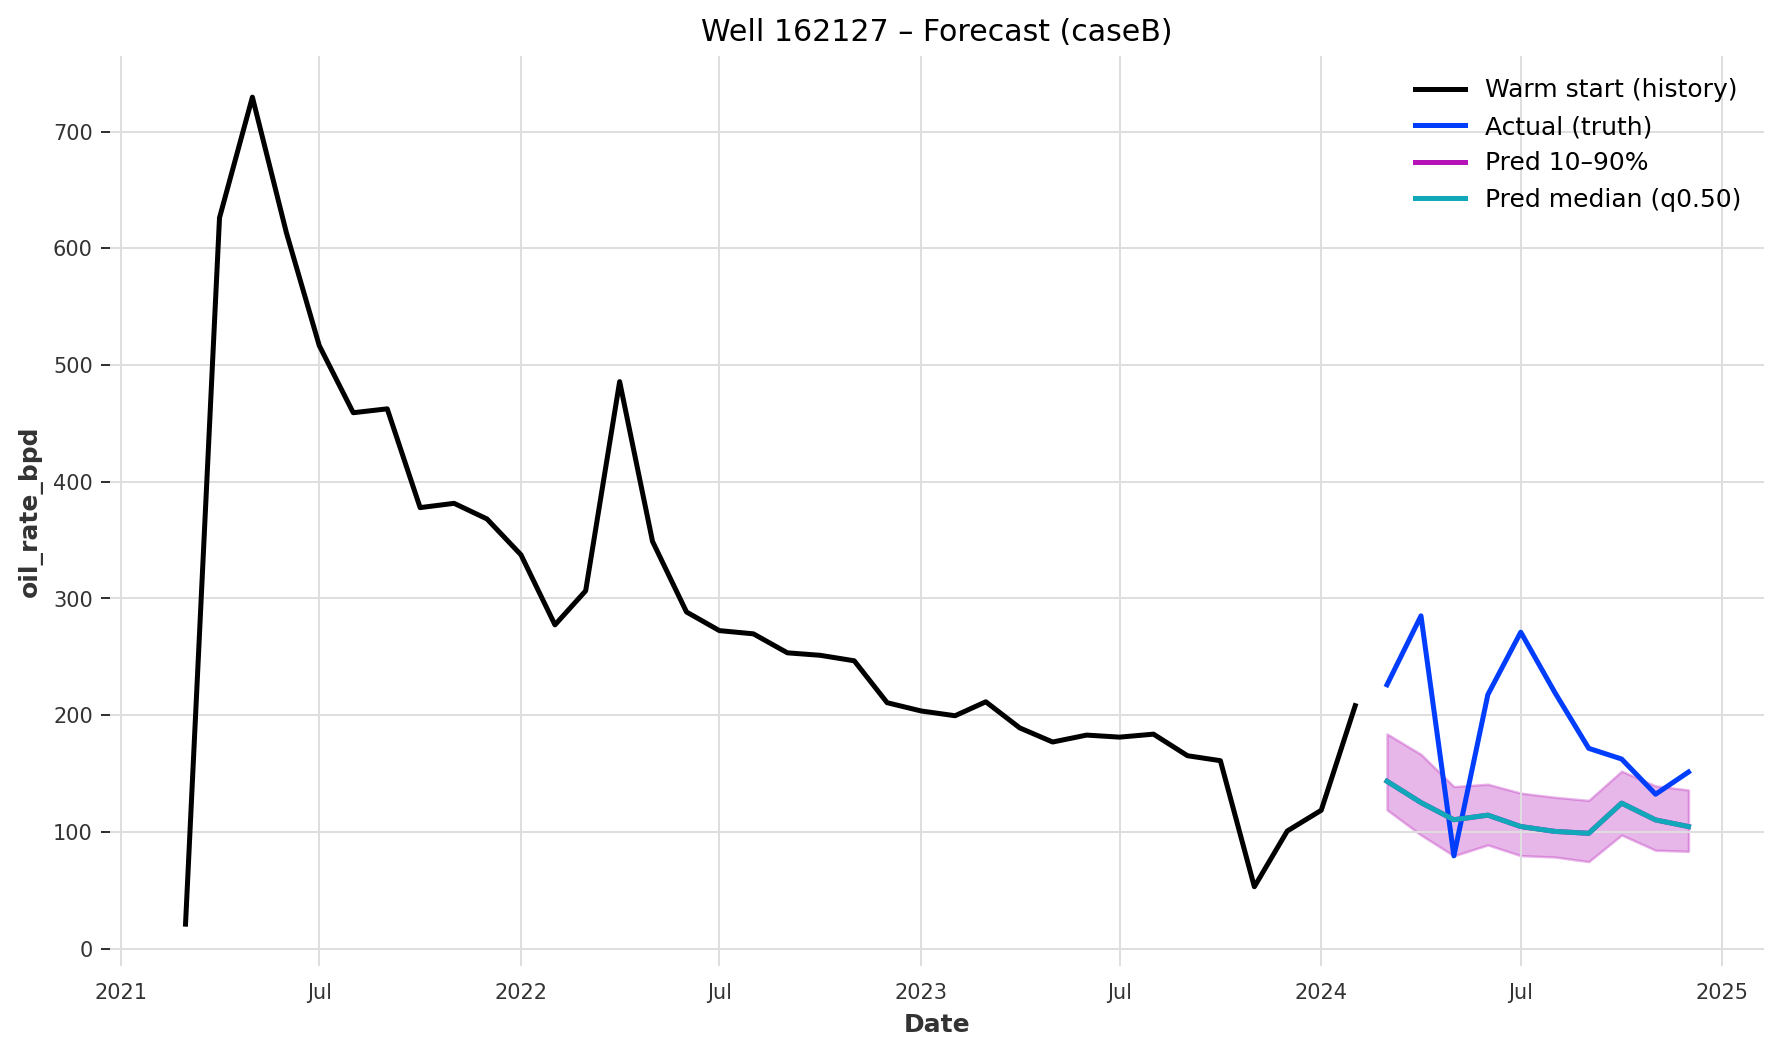 Well 162127 – Forecast (caseB)
Warm start (history)
Actual (truth)
Pred 10–90%
Pred median (q0.50)
oil_rate_bpd
700
600
500
400
300
200
100
0
2021
Jul
2022
Jul
2023
Jul
2024
Jul
2025
Date